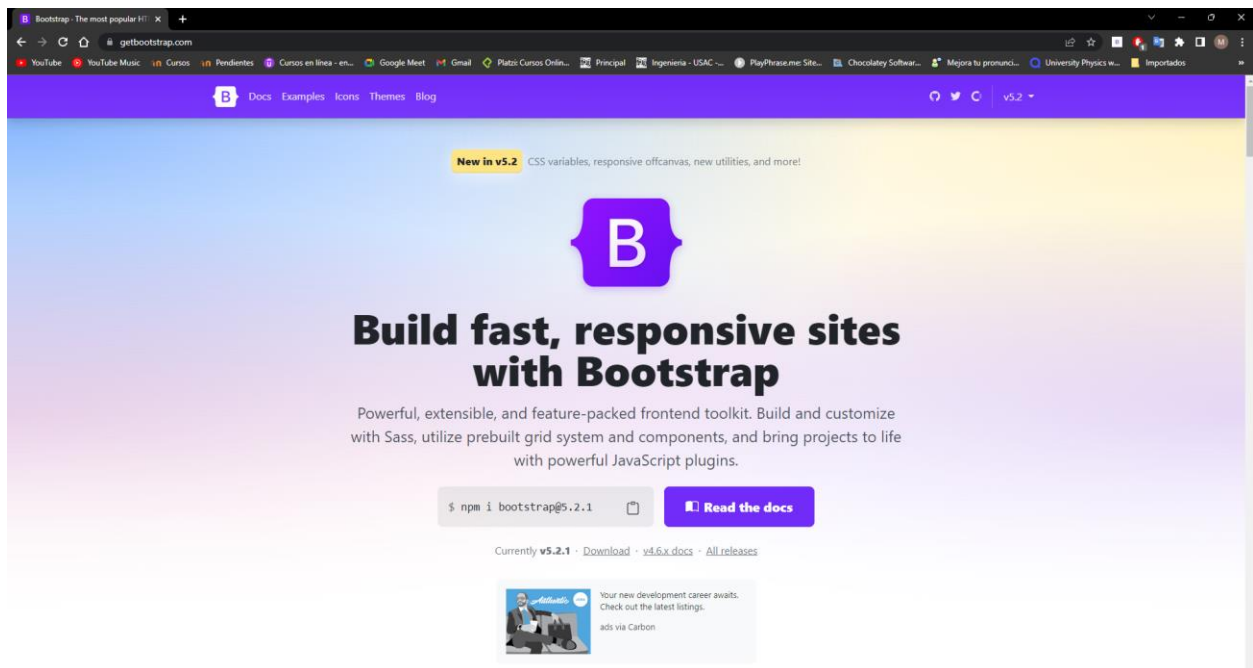 Bootstrap - The most popular HT
getbootstrap.com
YouTube YouTube Music Cursos Pendientes Cursos en línea - en... Google Meet Gmail Platzi: Cursos Onlin... Principal Ingenieria - USAC -... PlayPhrase.me: Site... Chocolatey Softwar... Mejora tu pronunci... University Physics w... Importados
B Docs Examples Icons Themes Blog v5.2
New in v5.2 CSS variables, responsive offcanvas, new utilities, and more!
B
Build fast, responsive sites
with Bootstrap
Powerful, extensible, and feature-packed frontend toolkit. Build and customize
with Sass, utilize prebuilt grid system and components, and bring projects to life
with powerful JavaScript plugins.
$ npm i bootstrap@5.2.1 Read the docs
Currently v5.2.1 · Download · v4.6.x docs · All releases
Authentic
Your new development career awaits.
Check out the latest listings.
ads via Carbon